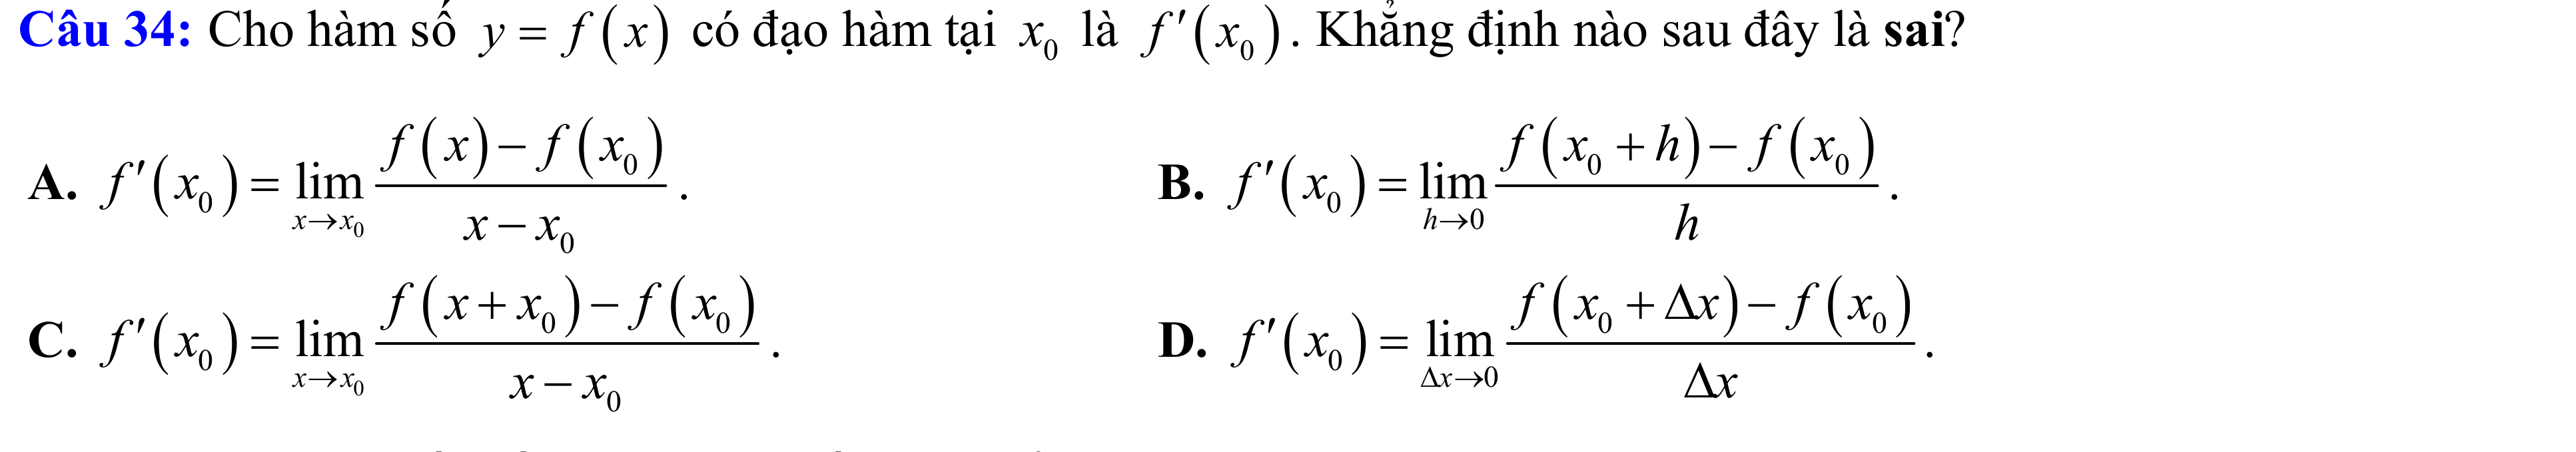 Câu 34: Cho hàm số y = f(x) có đạo hàm tại x₀ là f′(x₀). Khẳng định nào sau đây là sai?
A. f′(x₀) = lim_{x→x₀} (f(x) − f(x₀))/(x − x₀). B. f′(x₀) = lim_{h→0} (f(x₀ + h) − f(x₀))/h.
C. f′(x₀) = lim_{x→x₀} (f(x + x₀) − f(x₀))/(x − x₀). D. f′(x₀) = lim_{Δx→0} (f(x₀ + Δx) − f(x₀))/Δx.